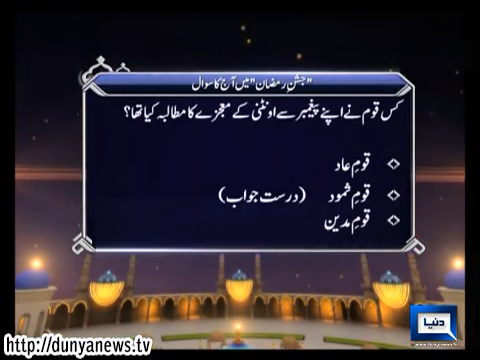 "جشنِ رمضان" میں آج کا سوال
کس قوم نے اپنے پیغمبر سے اونٹنی کے معجزے کا مطالبہ کیا تھا؟
قومِ عاد
قومِ ثمود (درست جواب)
قومِ مدین
دنیا
http://dunyanews.tv